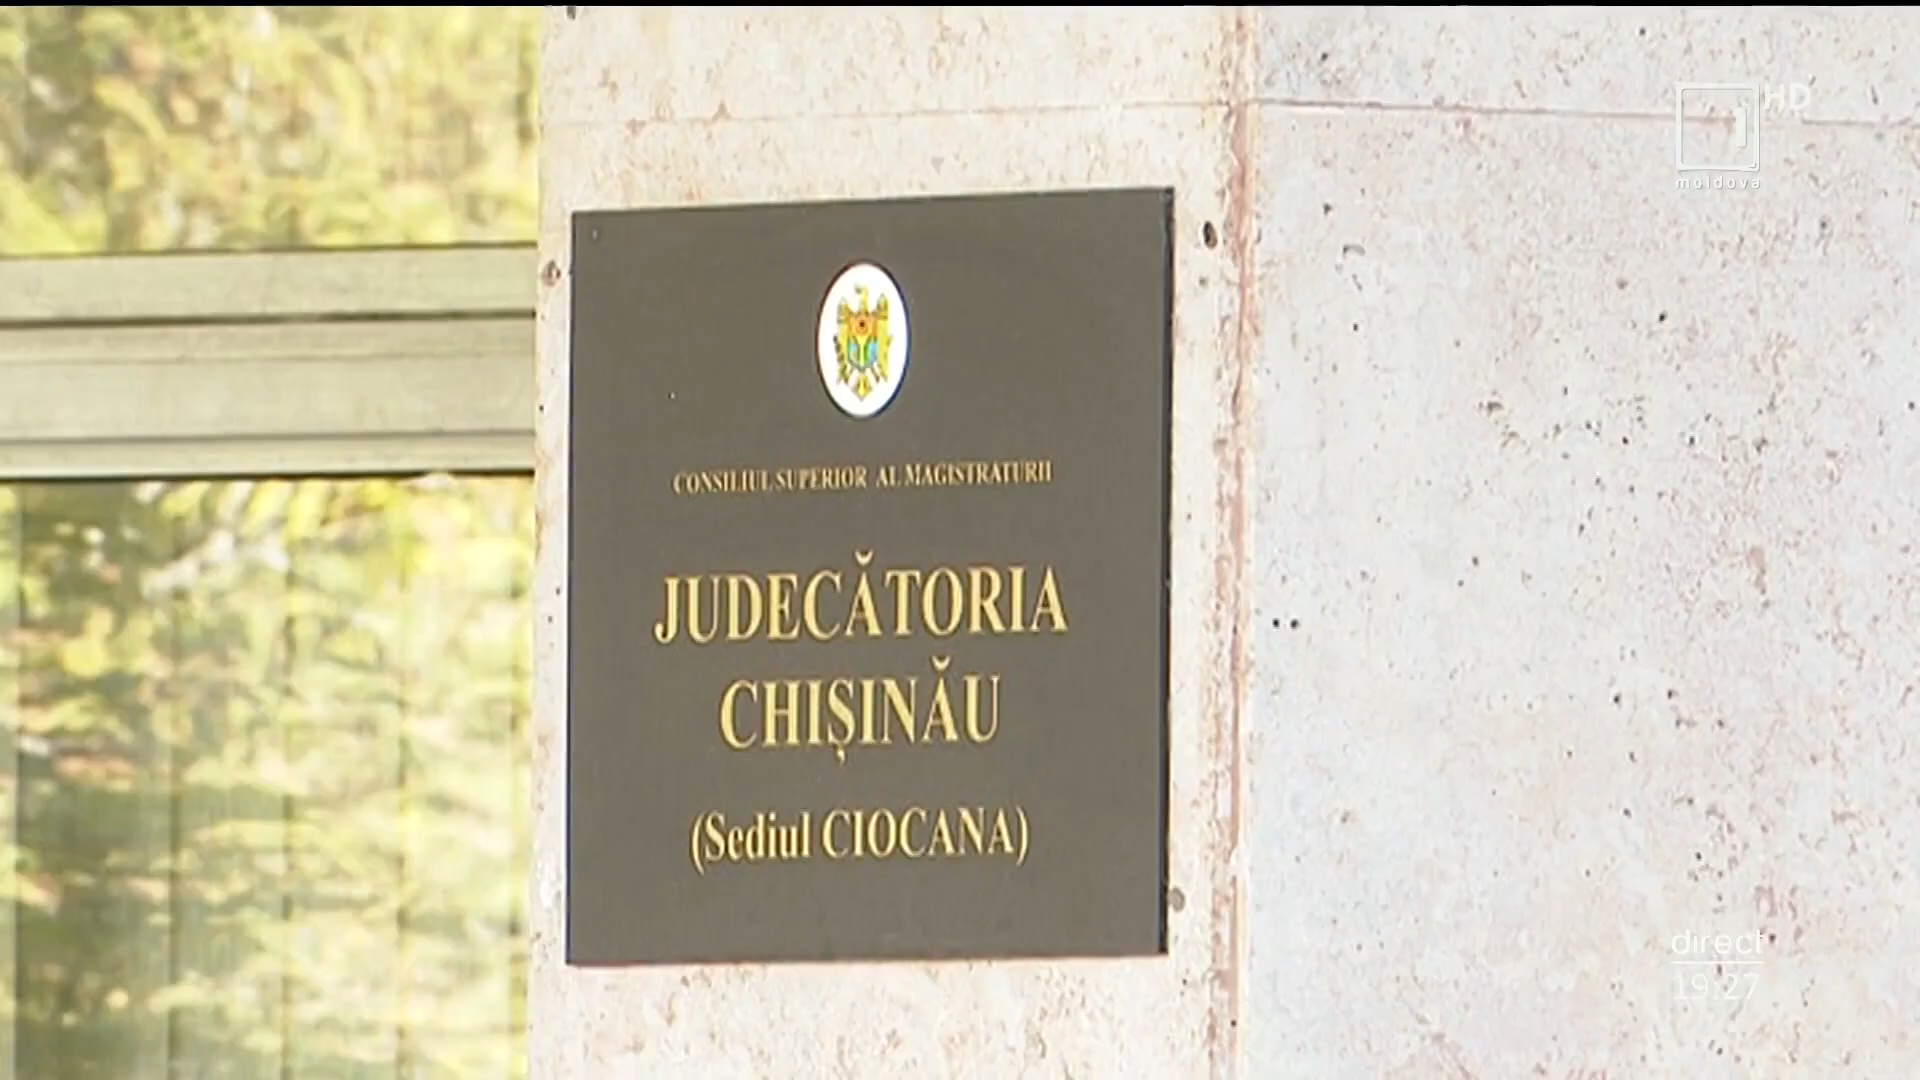 HD
moldova
CONSILIUL SUPERIOR AL MAGISTRATURII
JUDECĂTORIA
CHIȘINĂU
(Sediul CIOCANA)
direct
19:27